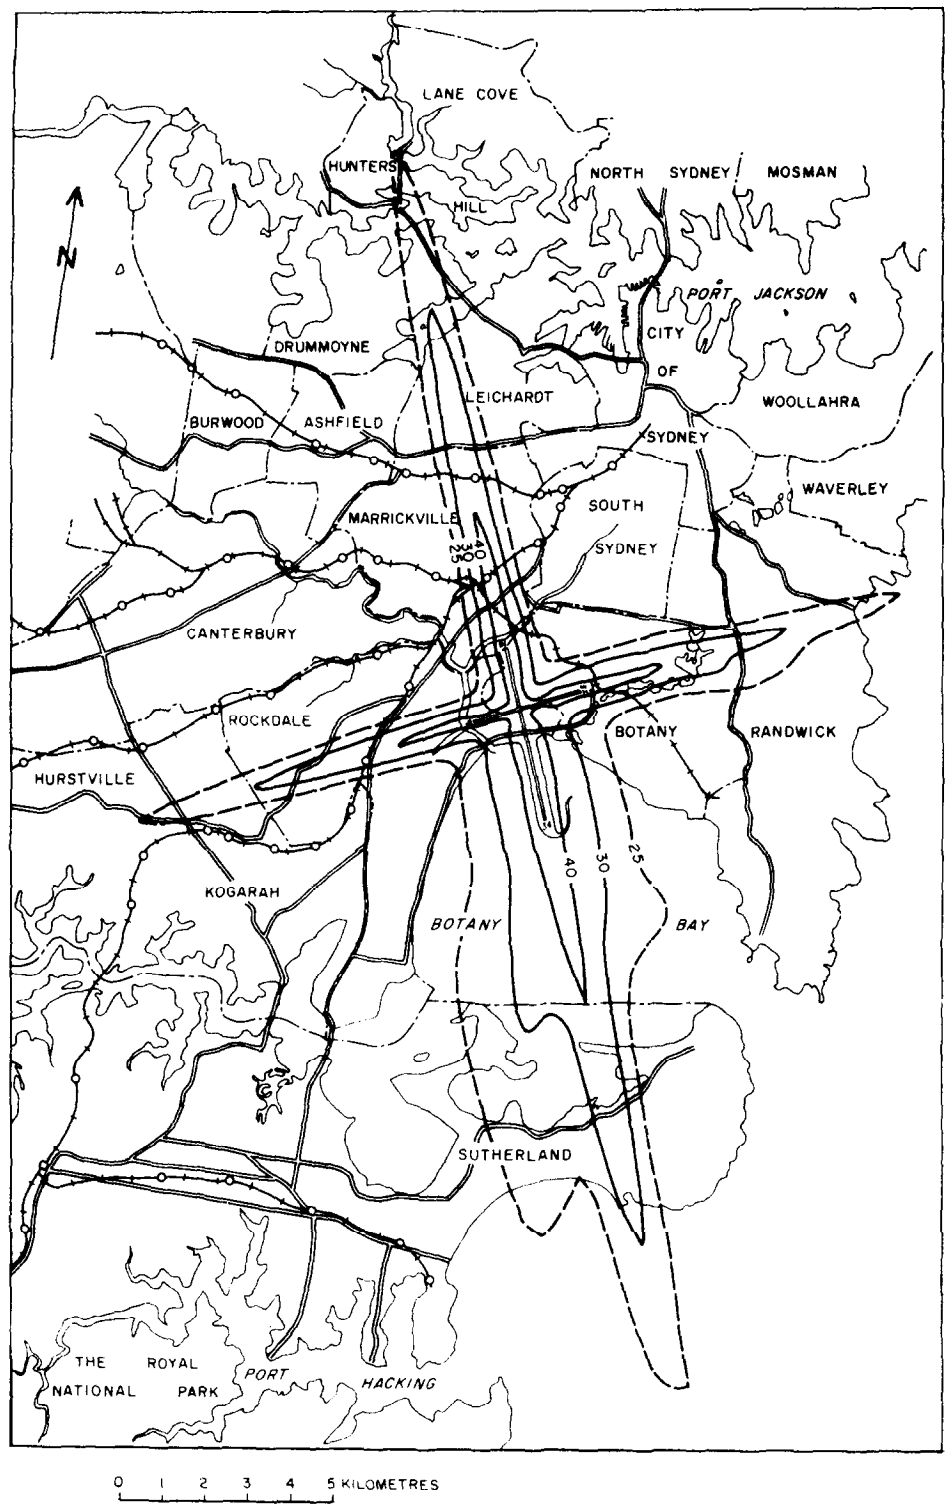 LANE COVE
HUNTERS
HILL
NORTH SYDNEY
MOSMAN
N
PORT JACKSON
CITY
OF
SYDNEY
DRUMMOYNE
LEICHARDT
WOOLLAHRA
BURWOOD
ASHFIELD
WAVERLEY
MARRICKVILLE
SOUTH
SYDNEY
25
30
40
CANTERBURY
ROCKDALE
BOTANY
RANDWICK
HURSTVILLE
40
30
25
KOGARAH
BOTANY
BAY
SUTHERLAND
THE ROYAL
NATIONAL PARK
PORT
HACKING
0 1 2 3 4 5 KILOMETRES